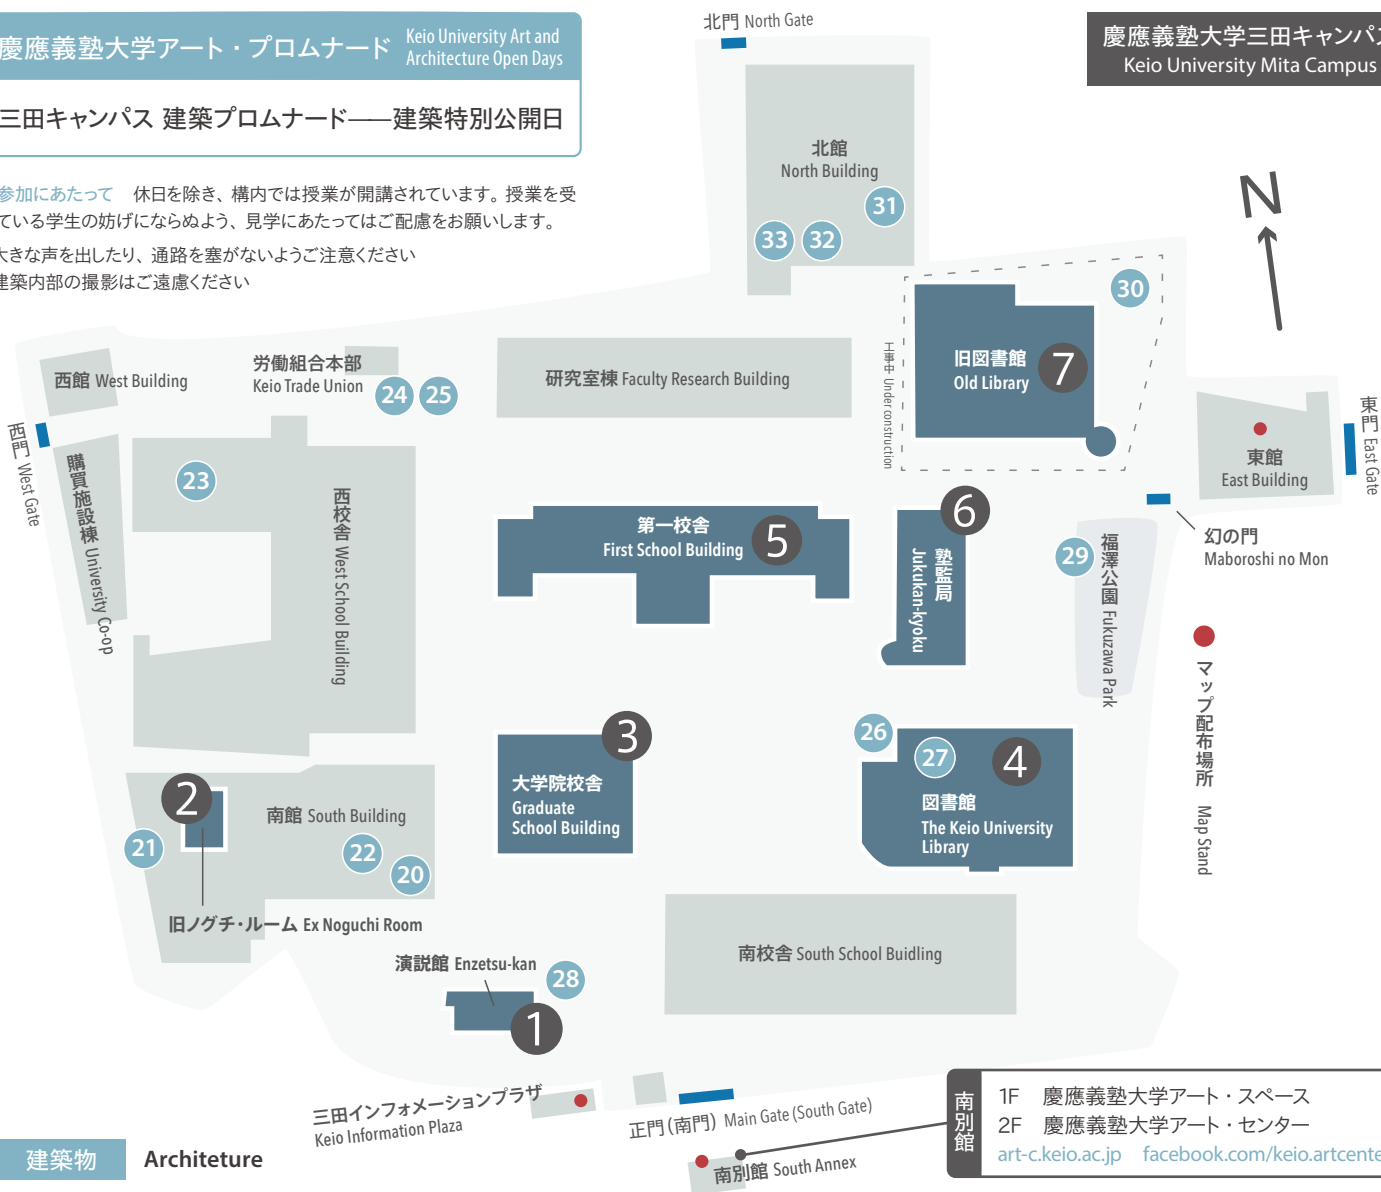 北門 North Gate
慶應義塾大学アート・プロムナード
Keio University Art and
Architecture Open Days
三田キャンパス 建築プロムナード——建築特別公開日
慶應義塾大学三田キャンパス
Keio University Mita Campus
参加にあたって　休日を除き、構内では授業が開講されています。授業を受
ている学生の妨げにならぬよう、見学にあたってはご配慮をお願いします。
大きな声を出したり、通路を塞がないようご注意ください
建築内部の撮影はご遠慮ください
北館
North Building
31
33
32
N
30
旧図書館
Old Library
7
工事中 Under construction
西館 West Building
労働組合本部
Keio Trade Union
24
25
研究室棟 Faculty Research Building
西門 West Gate
購買施設棟 University Co-op
23
西校舎 West School Building
東館
East Building
東門 East Gate
第一校舎
First School Building
5
6
塾監局
Jukukan-kyoku
29
福澤公園 Fukuzawa Park
幻の門
Maboroshi no Mon
マップ配布場所 Map Stand
3
大学院校舎
Graduate
School Building
26
27
4
図書館
The Keio University
Library
2
南館 South Building
21
22
20
旧ノグチ・ルーム Ex Noguchi Room
演説館 Enzetsu-kan
28
1
南校舎 South School Buidling
三田インフォメーションプラザ
Keio Information Plaza
正門(南門) Main Gate (South Gate)
南別館 South Annex
南別館
1F　慶應義塾大学アート・スペース
2F　慶應義塾大学アート・センター
art-c.keio.ac.jp　facebook.com/keio.artcente
建築物
Architeture